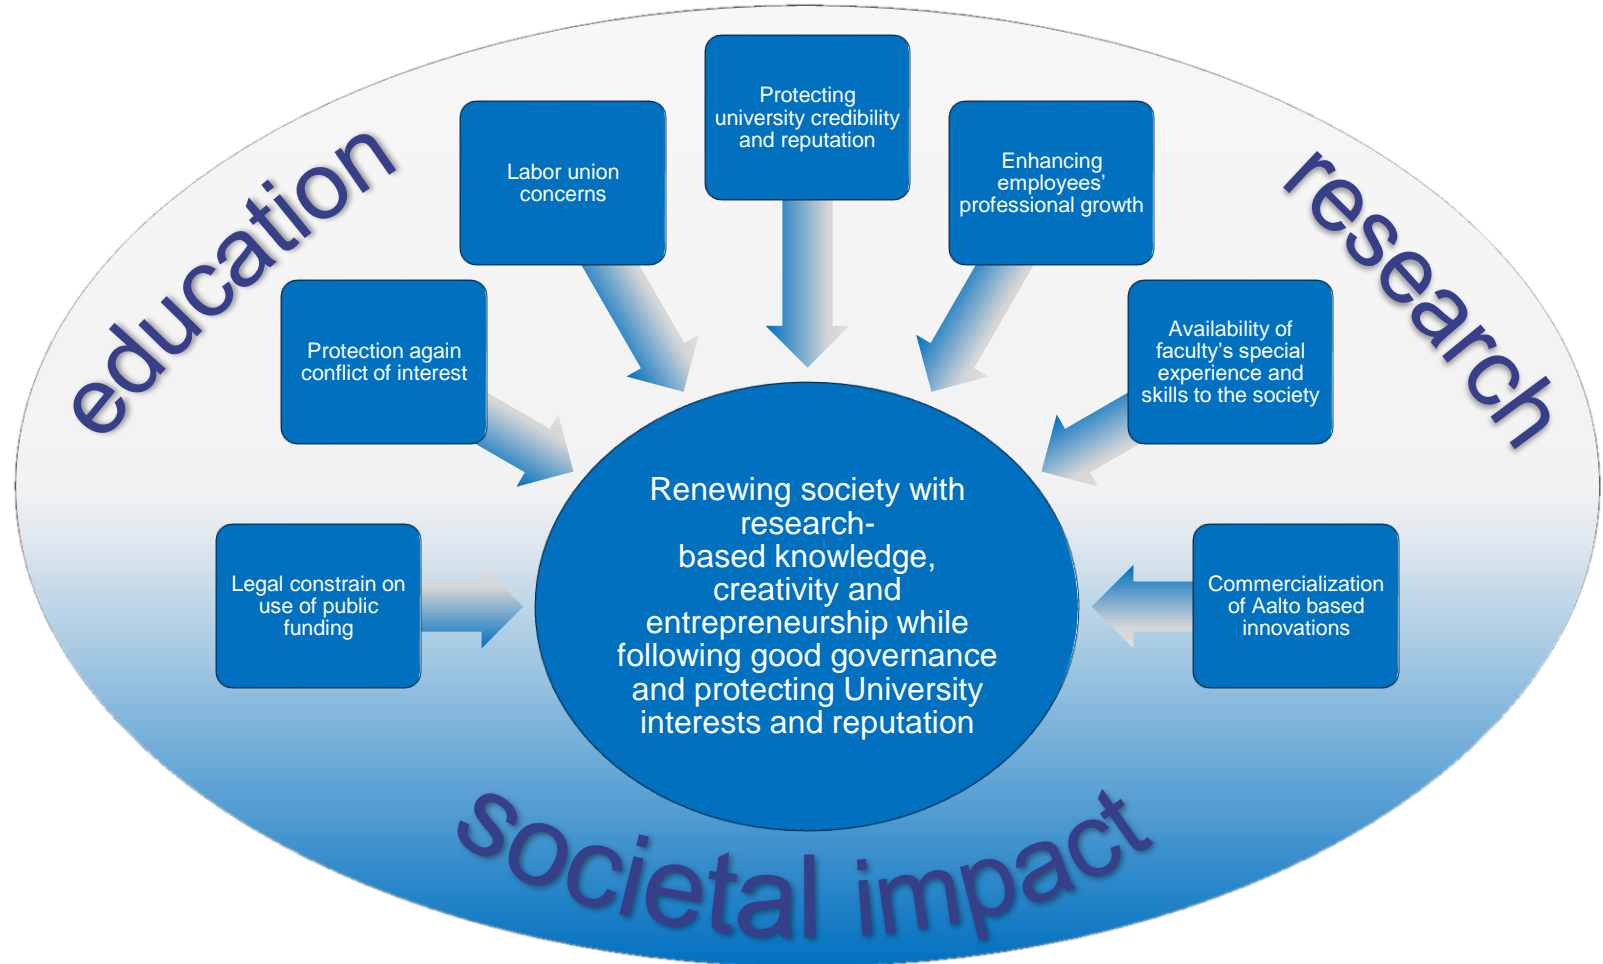 education
research
Protecting
university credibility
and reputation
Labor union
concerns
Enhancing
employees’
professional growth
Protection again
conflict of interest
Availability of
faculty’s special
experience and
skills to the society
Legal constrain on
use of public
funding
Renewing society with
research-
based knowledge,
creativity and
entrepreneurship while
following good governance
and protecting University
interests and reputation
Commercialization
of Aalto based
innovations
societal impact